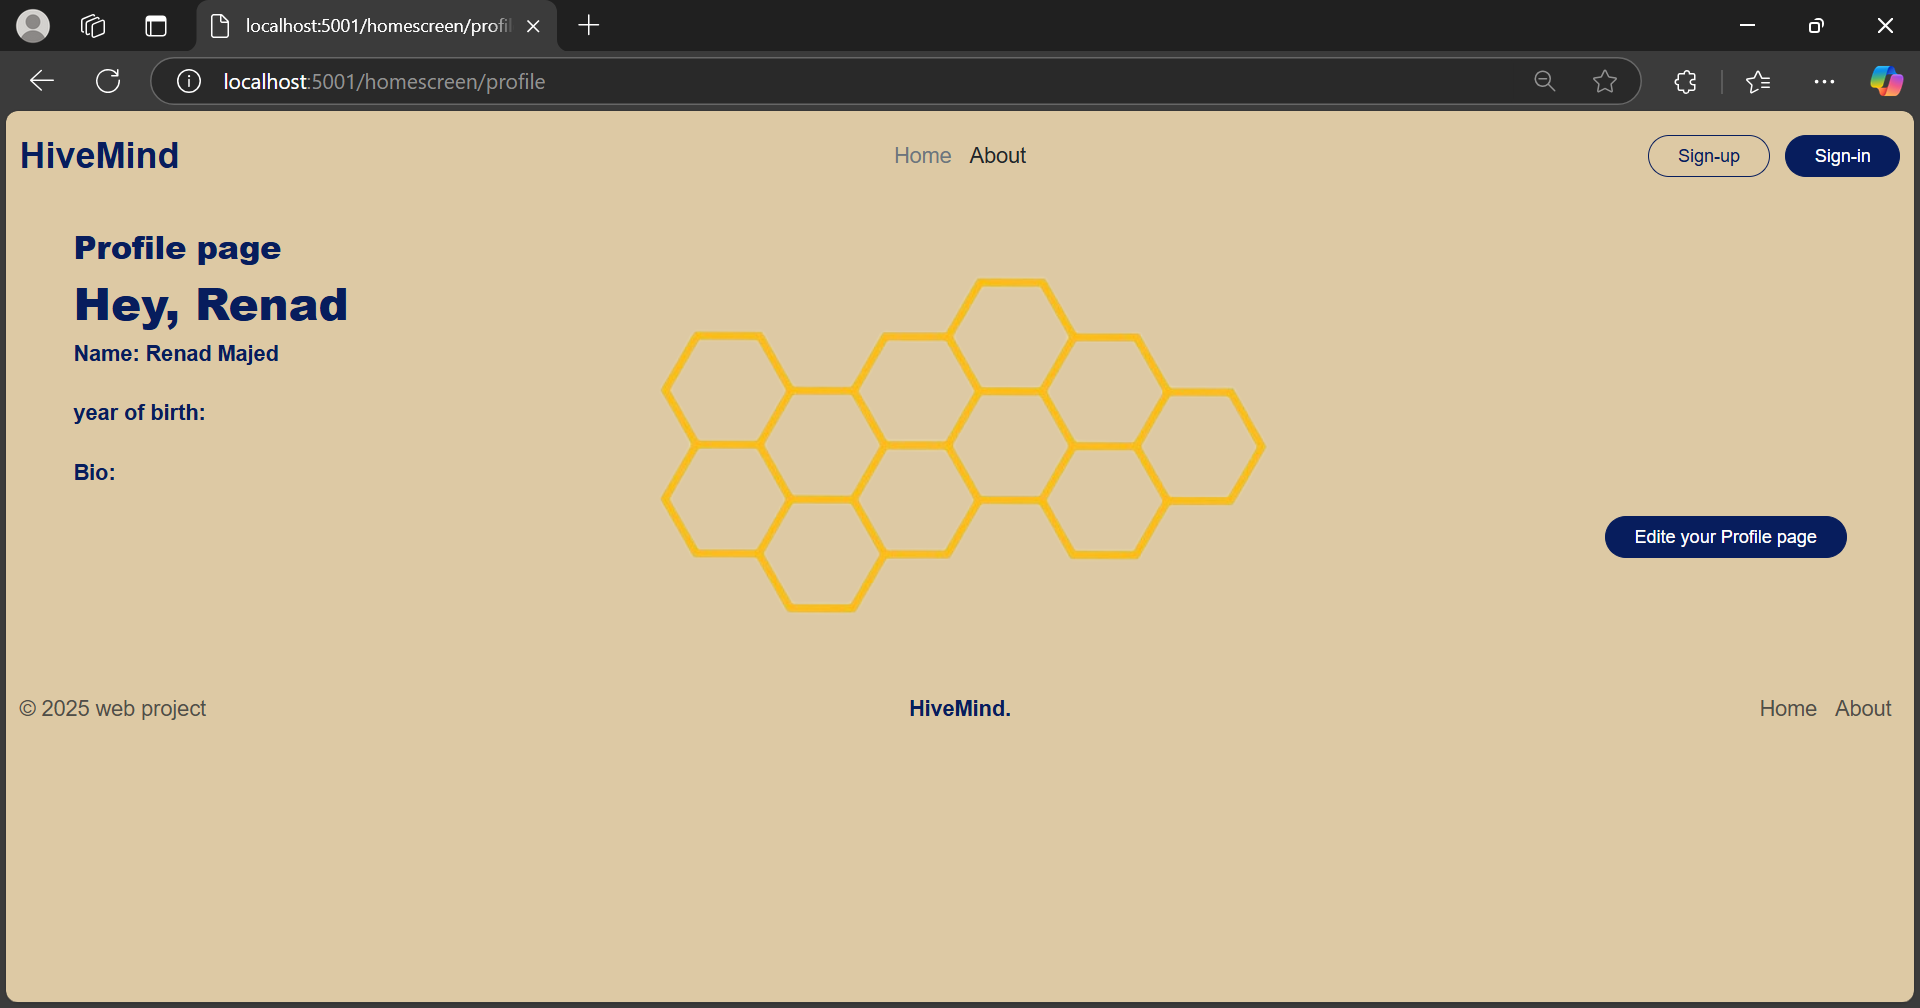 localhost:5001/homescreen/profil
localhost:5001/homescreen/profile
HiveMind
Home About
Sign-up Sign-in
Profile page
Hey, Renad
Name: Renad Majed
year of birth:
Bio:
Edite your Profile page
© 2025 web project
HiveMind.
Home About